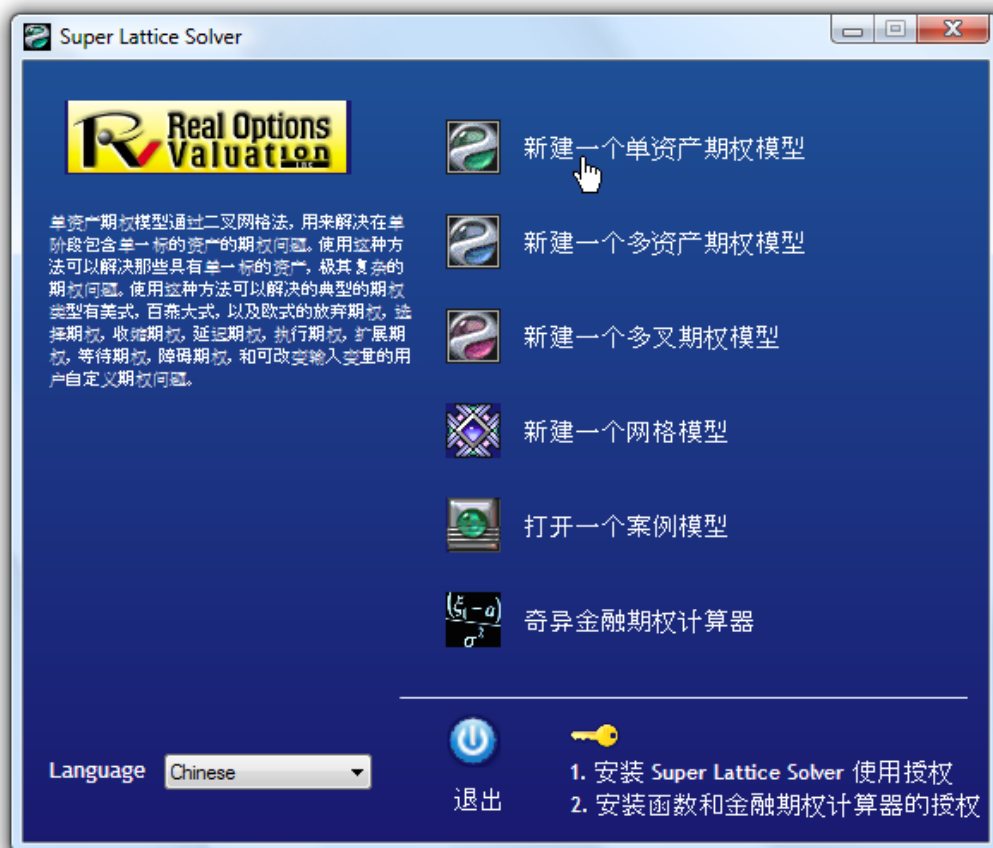 Super Lattice Solver
Real Options
Valuation
INC
新建一个单资产期权模型
单资产期权模型通过二叉网格法, 用来解决在单
阶段包含单一标的资产的期权问题。使用这种方
法可以解决那些具有单一标的资产, 极其复杂的
期权问题。使用这种方法可以解决的典型的期权
类型有美式, 百慕大式, 以及欧式的放弃期权, 选
择期权, 收缩期权, 延迟期权, 执行期权, 扩展期
权, 等待期权, 障碍期权, 和可改变输入变量的用
户自定义期权问题。
新建一个多资产期权模型
新建一个多叉期权模型
新建一个网格模型
打开一个案例模型
奇异金融期权计算器
Language
Chinese
退出
1. 安装 Super Lattice Solver 使用授权
2. 安装函数和金融期权计算器的授权